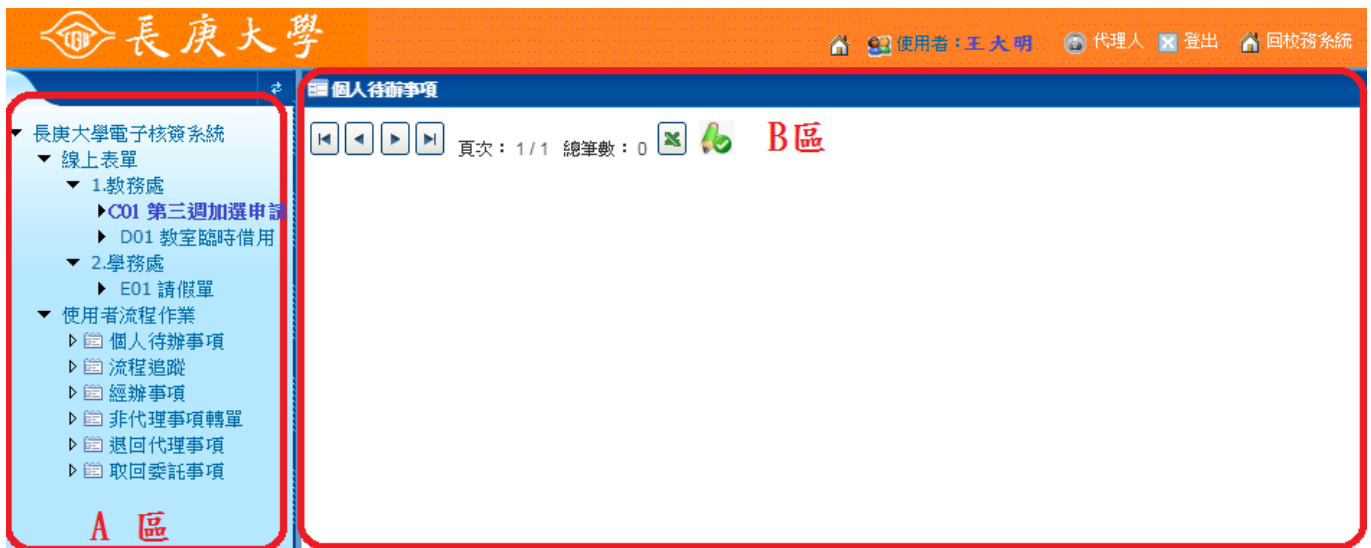 長庚大學
使用者：王大明 代理人 登出 回校務系統
個人待辦事項
頁次： 1 / 1 總筆數： 0
B區
長庚大學電子核簽系統
線上表單
1.教務處
C01 第三週加選申請
D01 教室臨時借用
2.學務處
E01 請假單
使用者流程作業
個人待辦事項
流程追蹤
經辦事項
非代理事項轉單
退回代理事項
取回委託事項
A 區